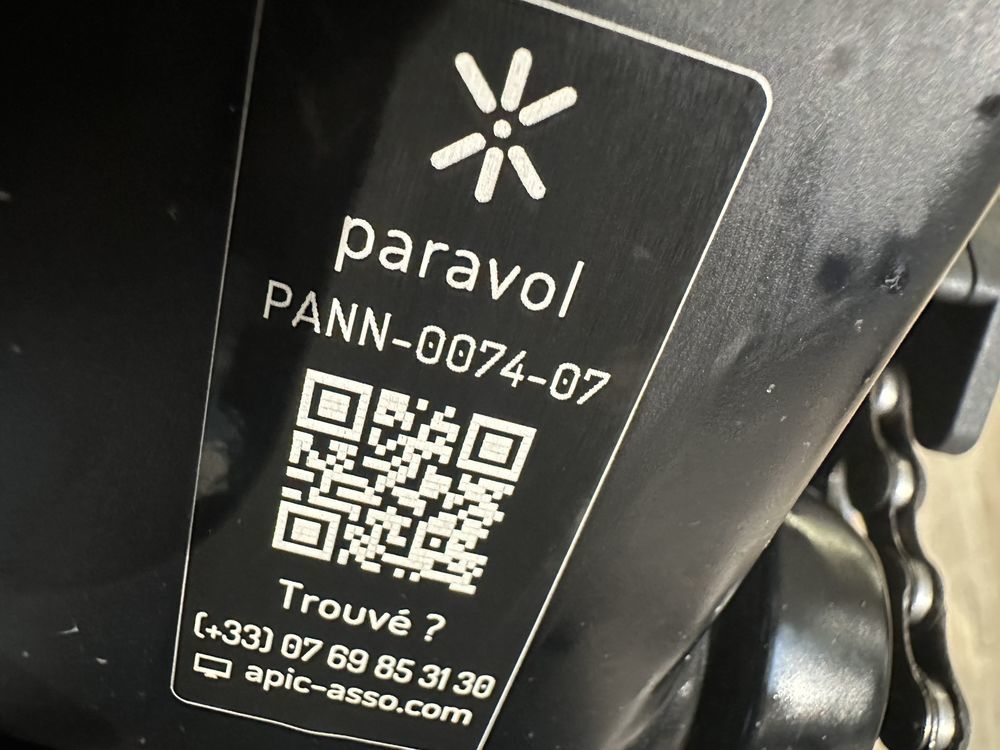 paravol
PANN-0074-07
Trouvé ?
(+33) 07 69 85 31 30
apic-asso.com